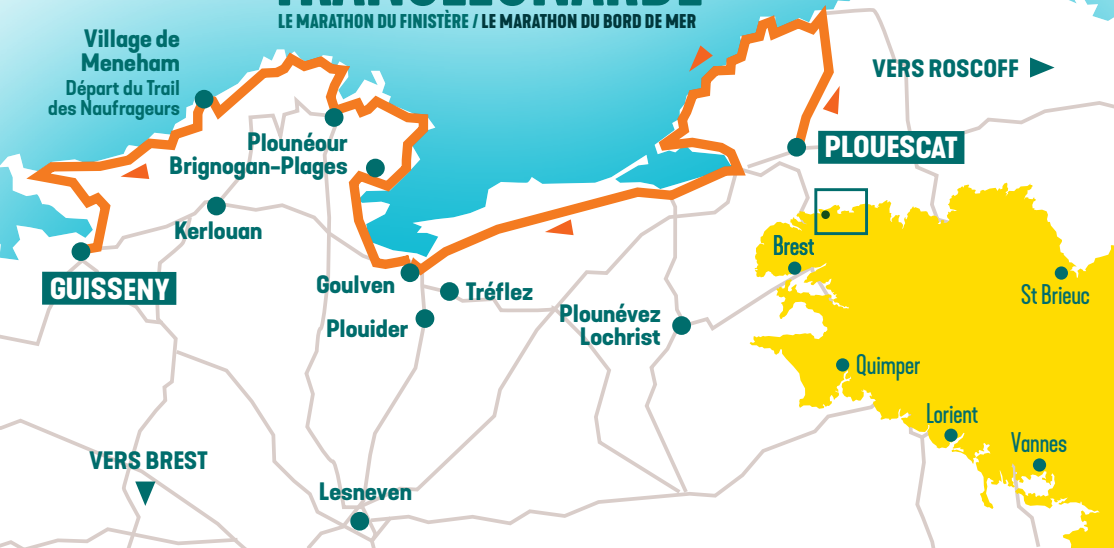 LE MARATHON DU FINISTÈRE / LE MARATHON DU BORD DE MER
Village de
Meneham
Départ du Trail
des Naufrageurs
VERS ROSCOFF
Plounéour
Brignogan-Plages
PLOUESCAT
Kerlouan
GUISSENY
Goulven
Tréflez
Plouider
Plounévez
Lochrist
Brest
St Brieuc
Quimper
Lorient
Vannes
VERS BREST
Lesneven